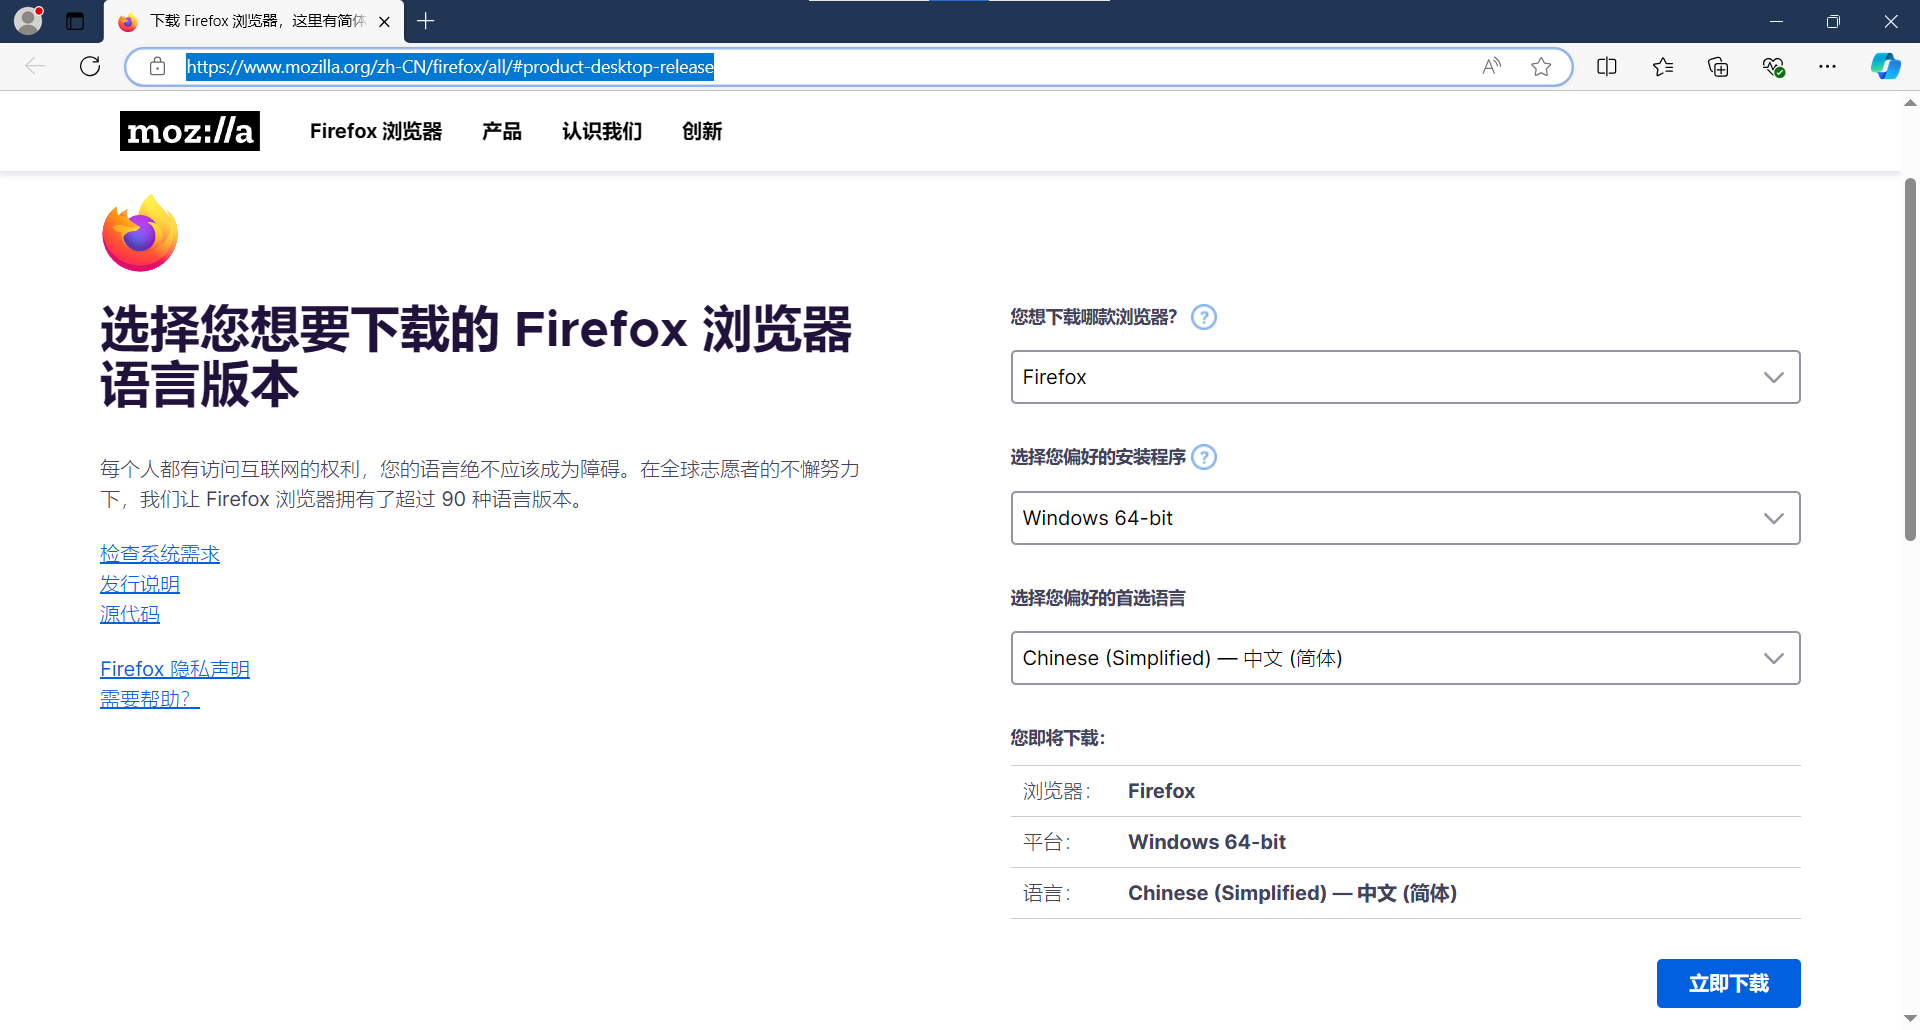 下载 Firefox 浏览器，这里有简体
https://www.mozilla.org/zh-CN/firefox/all/#product-desktop-release
moz://a
Firefox 浏览器 产品 认识我们 创新
选择您想要下载的 Firefox 浏览器
语言版本
每个人都有访问互联网的权利，您的语言绝不应该成为障碍。在全球志愿者的不懈努力
下，我们让 Firefox 浏览器拥有了超过 90 种语言版本。
检查系统需求
发行说明
源代码
Firefox 隐私声明
需要帮助？
您想下载哪款浏览器？ ?
Firefox
选择您偏好的安装程序 ?
Windows 64-bit
选择您偏好的首选语言
Chinese (Simplified) — 中文 (简体)
您即将下载：
浏览器： Firefox
平台： Windows 64-bit
语言： Chinese (Simplified) — 中文 (简体)
立即下载